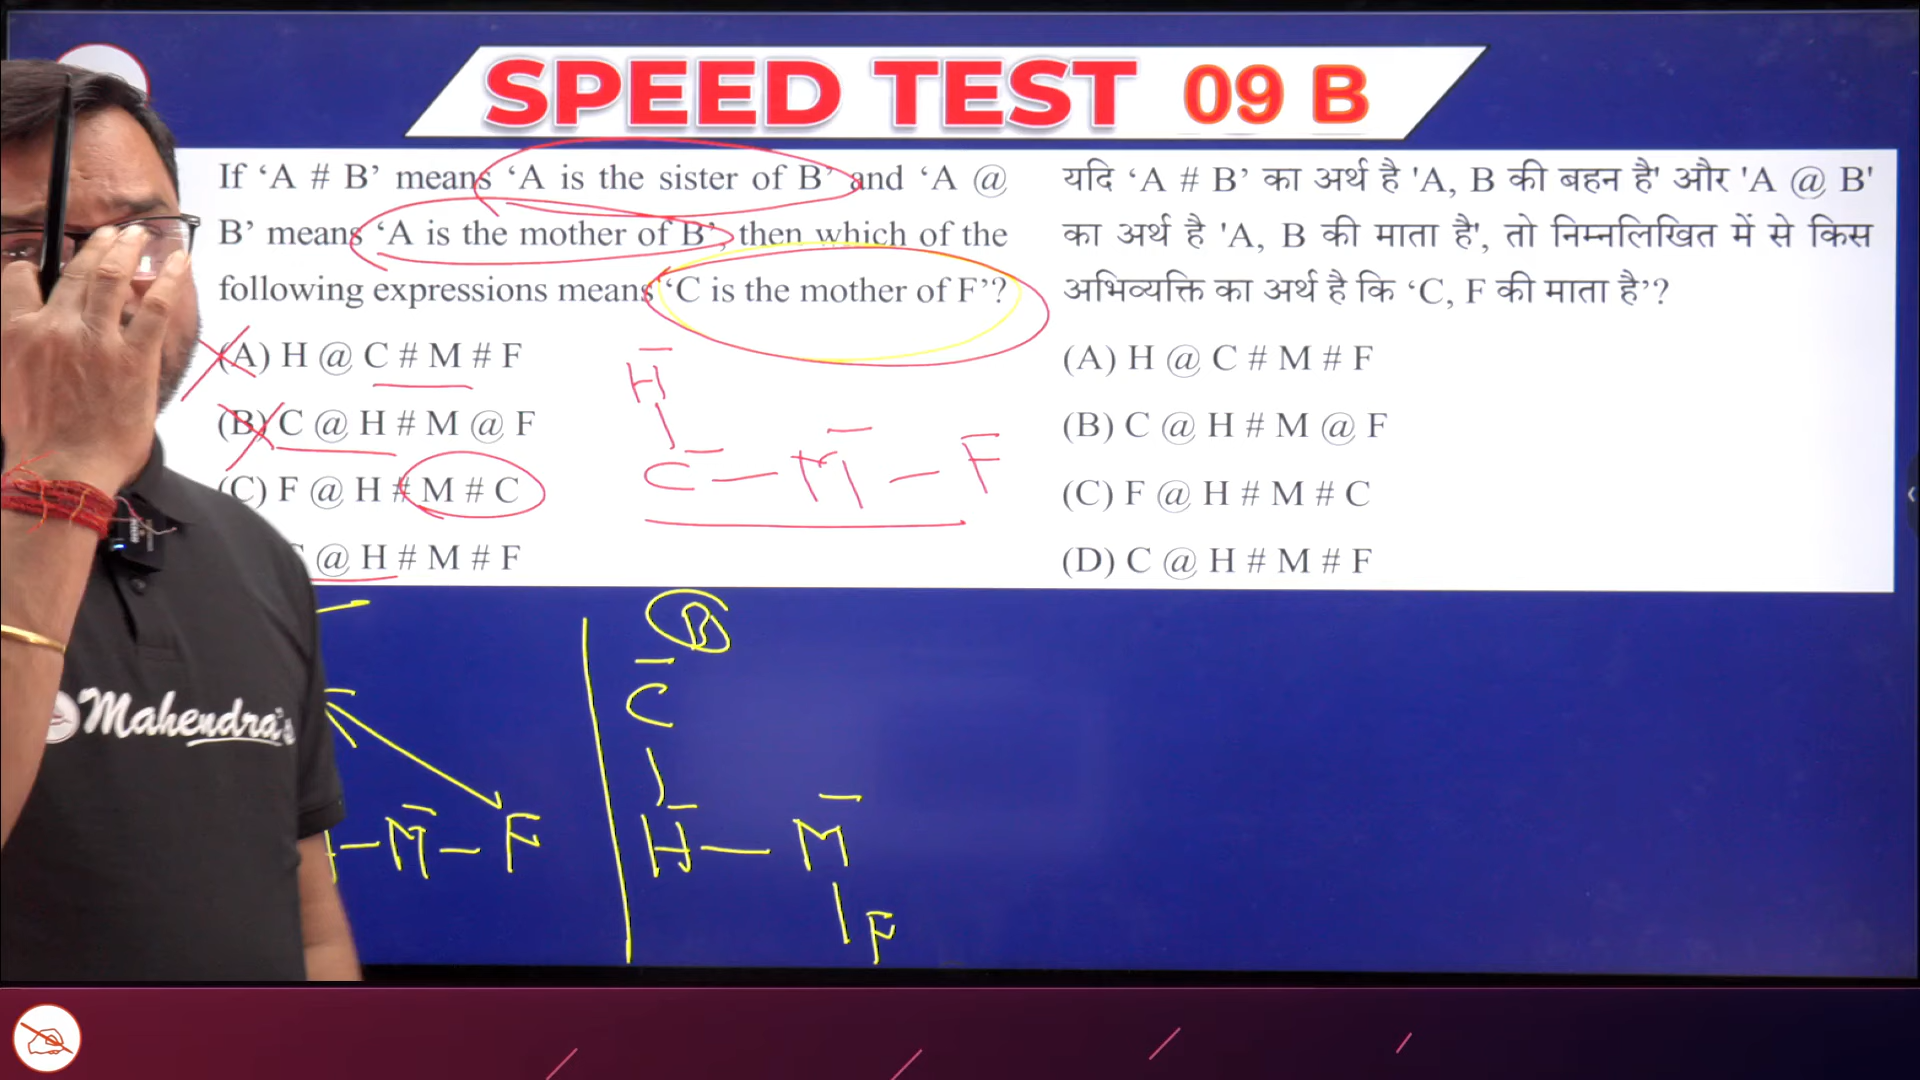 SPEED TEST 09 B
If ‘A # B’ means ‘A is the sister of B’ and ‘A @
B’ means ‘A is the mother of B’, then which of the
following expressions means ‘C is the mother of F’?
(A) H @ C # M # F
(B) C @ H # M @ F
(C) F @ H # M # C
@ H # M # F
यदि ‘A # B’ का अर्थ है 'A, B की बहन है' और 'A @ B'
का अर्थ है 'A, B की माता है', तो निम्नलिखित में से किस
अभिव्यक्ति का अर्थ है कि ‘C, F की माता है’?
(A) H @ C # M # F
(B) C @ H # M @ F
(C) F @ H # M # C
(D) C @ H # M # F
H
C — M — F
M — F
B
C
H — M
F
Mahendra's